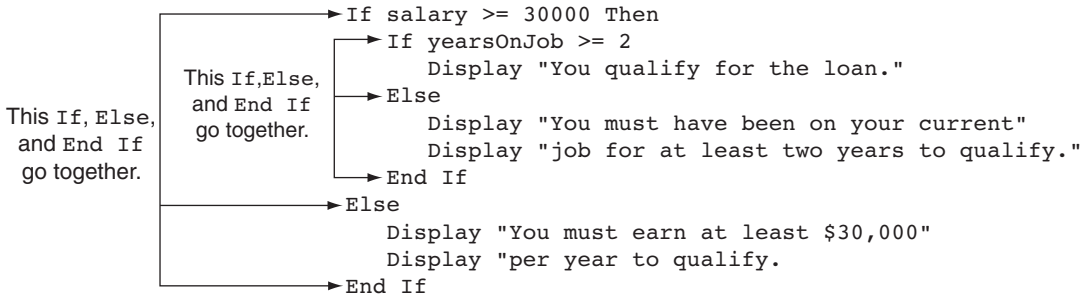 If salary >= 30000 Then
If yearsOnJob >= 2
Display "You qualify for the loan."
Else
Display "You must have been on your current"
Display "job for at least two years to qualify."
End If
Else
Display "You must earn at least $30,000"
Display "per year to qualify.
End If
This If,Else,
and End If
go together.
This If, Else,
and End If
go together.